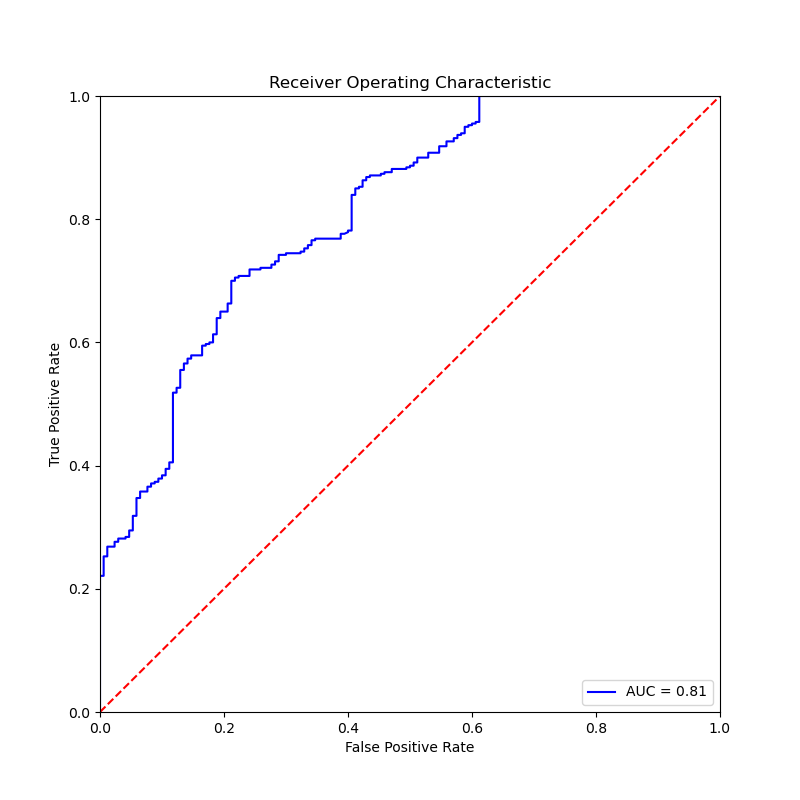 Receiver Operating Characteristic
1.0
0.8
0.6
0.4
0.2
0.0
True Positive Rate
AUC = 0.81
0.0 0.2 0.4 0.6 0.8 1.0
False Positive Rate